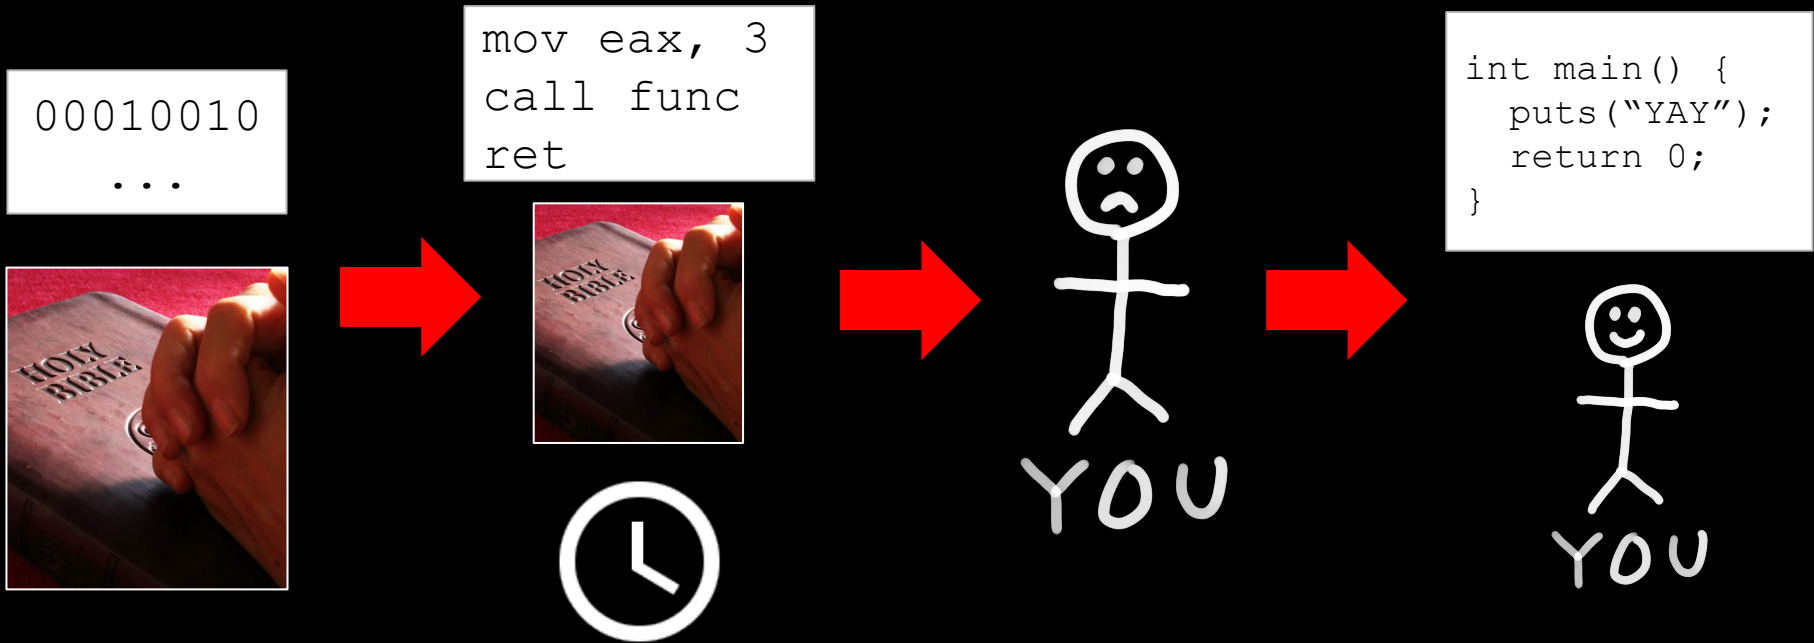 00010010
...
HOLY
BIBLE
mov eax, 3
call func
ret
HOLY
BIBLE
YOU
int main() {
  puts(“YAY”);
  return 0;
}
YOU